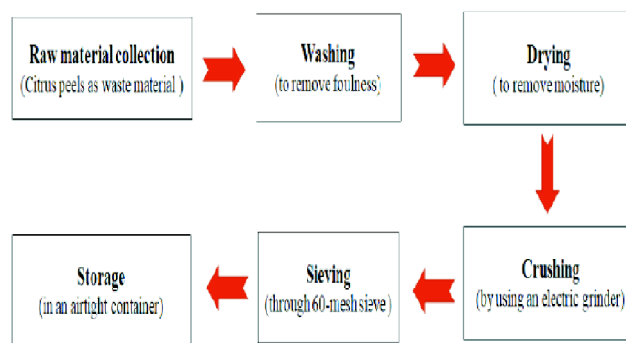 Raw material collection
(Citrus peels as waste material )
Washing
(to remove foulness)
Drying
( to remove moisture)
Crushing
(by using an electric grinder)
Sieving
(through 60-mesh sieve)
Storage
(in an airtight container)